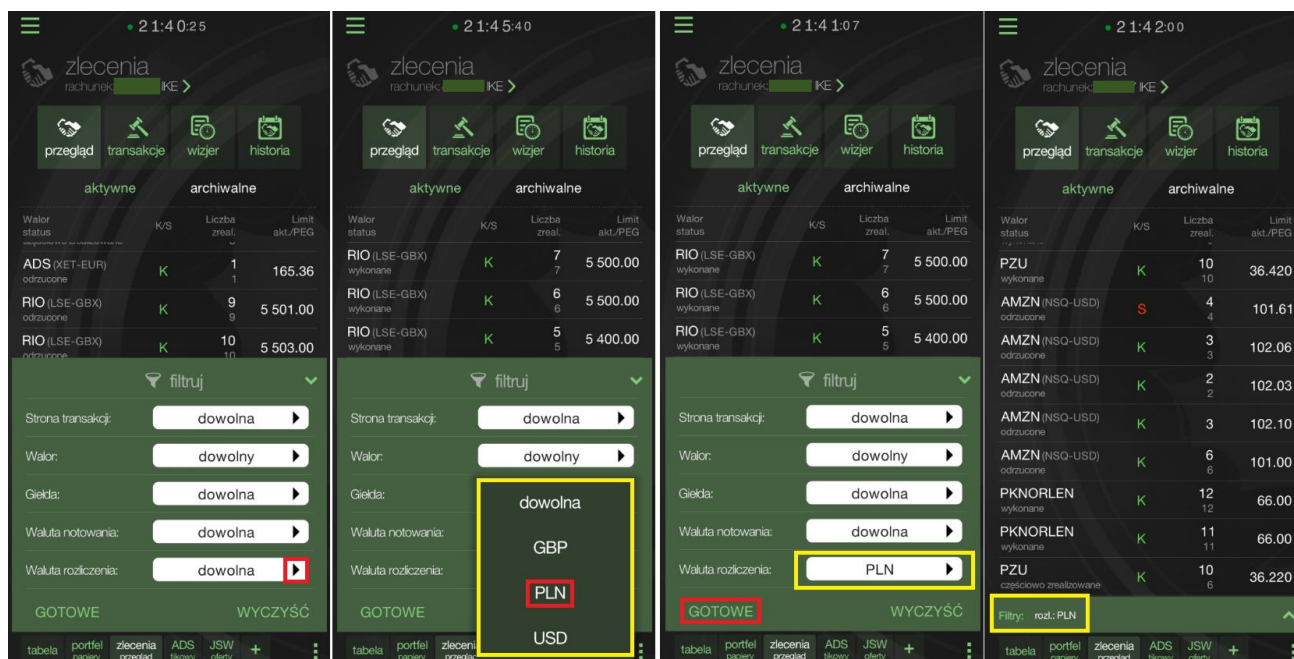 21:40:25
zlecenia
rachunek: IKE
przegląd transakcje wizjer historia
aktywne archiwalne
Walor K/S Liczba Limit
status zreal. akt./PEG
ADS (XET-EUR) K 1 165.36
odrzucone 1
RIO (LSE-GBX) K 9 5 501.00
odrzucone 9
RIO (LSE-GBX) K 10 5 503.00
odrzucone 10
filtruj
Strona transakcji: dowolna
Walor: dowolny
Giełda: dowolna
Waluta notowania: dowolna
Waluta rozliczenia: dowolna
GOTOWE WYCZYŚĆ
tabela portfel zlecenia ADS JSW +
papiery przegląd tikowy oferty
21:45:40
zlecenia
rachunek: IKE
przegląd transakcje wizjer historia
aktywne archiwalne
Walor K/S Liczba Limit
status zreal. akt./PEG
RIO (LSE-GBX) K 7 5 500.00
wykonane 7
RIO (LSE-GBX) K 6 5 500.00
wykonane 6
RIO (LSE-GBX) K 5 5 400.00
wykonane 5
filtruj
Strona transakcji: dowolna
Walor: dowolny
Giełda:
Waluta notowania:
Waluta rozliczenia:
dowolna
GBP
PLN
USD
GOTOWE
tabela portfel
papiery
21:41:07
zlecenia
rachunek: IKE
przegląd transakcje wizjer historia
aktywne archiwalne
Walor K/S Liczba Limit
status zreal. akt./PEG
RIO (LSE-GBX) K 7 5 500.00
wykonane 7
RIO (LSE-GBX) K 6 5 500.00
wykonane 6
RIO (LSE-GBX) K 5 5 400.00
wykonane 5
filtruj
Strona transakcji: dowolna
Walor: dowolny
Giełda: dowolna
Waluta notowania: dowolna
Waluta rozliczenia: PLN
GOTOWE WYCZYŚĆ
tabela portfel zlecenia ADS JSW +
papiery przegląd tikowy oferty
21:42:00
zlecenia
rachunek: IKE
przegląd transakcje wizjer historia
aktywne archiwalne
Walor K/S Liczba Limit
status zreal. akt./PEG
PZU K 10 36.420
wykonane 10
AMZN (NSQ-USD) S 4 101.61
odrzucone 4
AMZN (NSQ-USD) K 3 102.06
odrzucone 3
AMZN (NSQ-USD) K 2 102.03
odrzucone 2
AMZN (NSQ-USD) K 3 102.10
odrzucone
AMZN (NSQ-USD) K 6 101.00
odrzucone 6
PKNORLEN K 12 66.00
wykonane 12
PKNORLEN K 11 66.00
wykonane 11
PZU K 10 36.220
częściowo zrealizowane 6
Filtry: rozl.: PLN
tabela portfel zlecenia ADS JSW +
papiery przegląd tikowy oferty